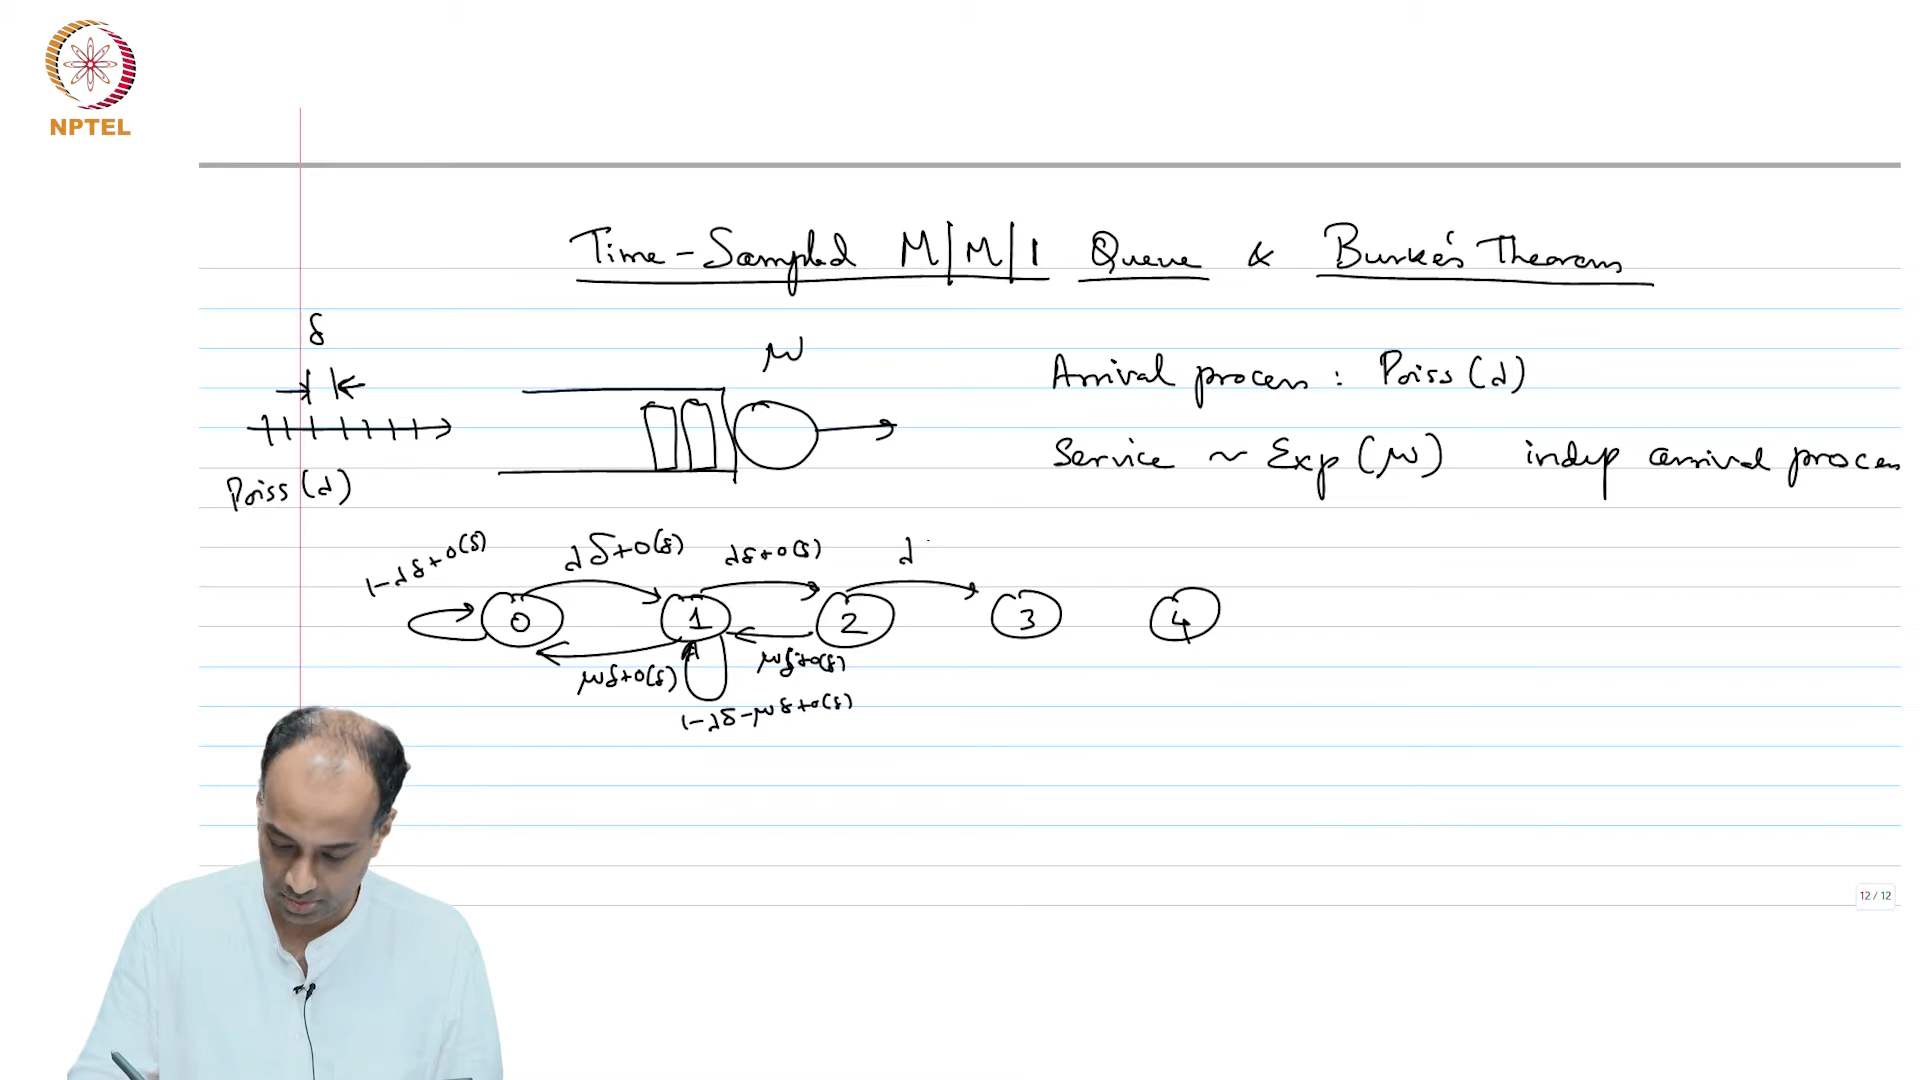 NPTEL
Time-Sampled M/M/1 Queue & Burke's Theorem
δ
μ
Arrival process : Poiss(λ)
Service ~ Exp(μ) indep arrival process
Poiss(λ)
1-λδ+o(δ) λδ+o(δ) λδ+o(δ) λ
0 1 2 3 4
μδ+o(δ) μδ+o(δ)
1-λδ-μδ+o(δ)
12 / 12